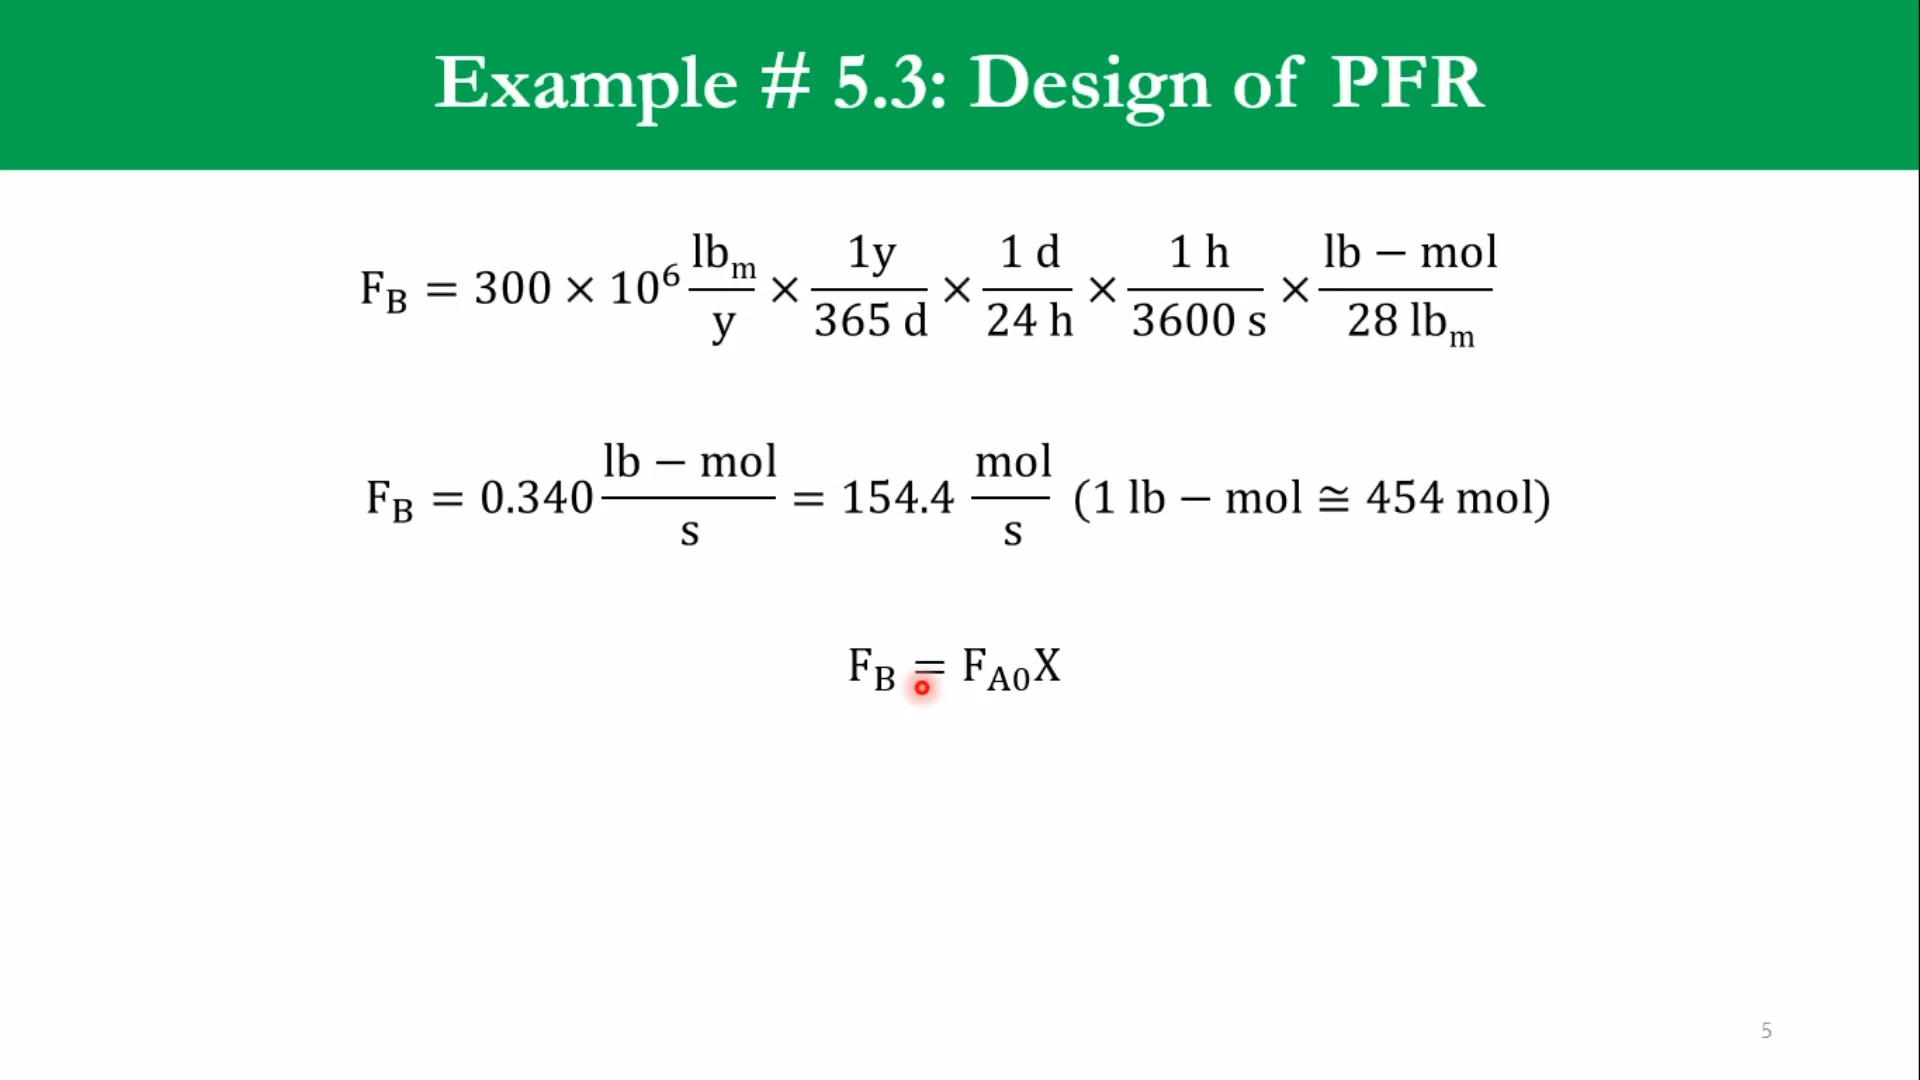 Example # 5.3: Design of PFR
F_B = 300 × 10^6 lb_m/y × 1y/365 d × 1 d/24 h × 1 h/3600 s × lb − mol/28 lb_m
F_B = 0.340 lb − mol/s = 154.4 mol/s (1 lb − mol ≅ 454 mol)
F_B = F_A0 X
5